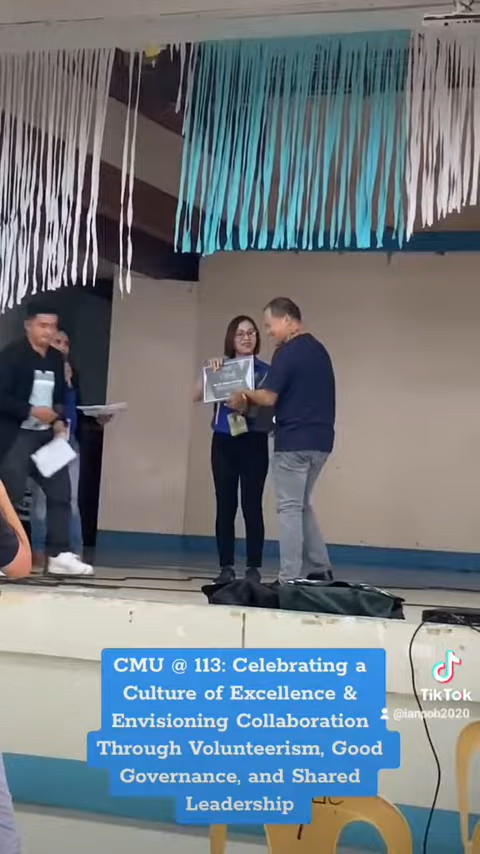 TikTok
@ianpoh2020
CMU @ 113: Celebrating a
Culture of Excellence &
Envisioning Collaboration
Through Volunteerism, Good
Governance, and Shared
Leadership